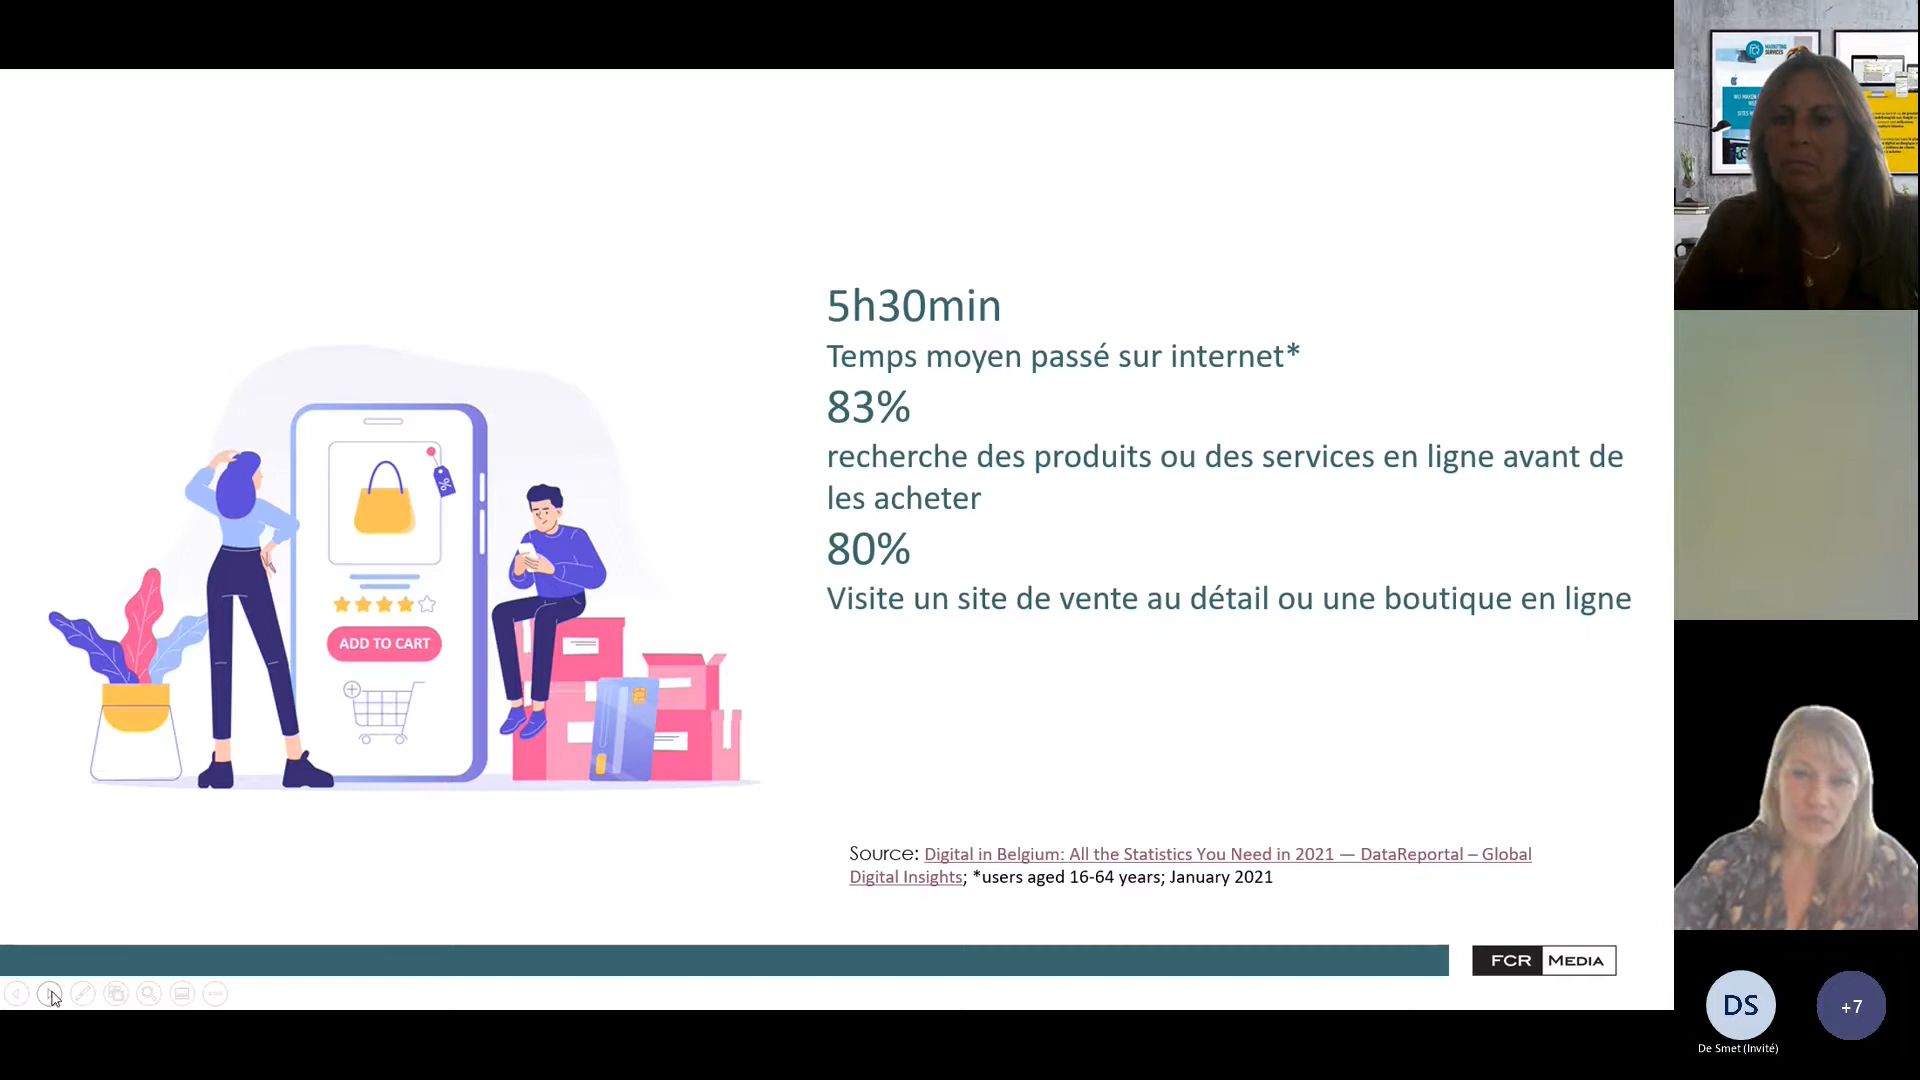 5h30min
Temps moyen passé sur internet*
83%
recherche des produits ou des services en ligne avant de
les acheter
80%
Visite un site de vente au détail ou une boutique en ligne
%
ADD TO CART
Source: Digital in Belgium: All the Statistics You Need in 2021 — DataReportal – Global
Digital Insights; *users aged 16-64 years; January 2021
FCR MEDIA
MARKETING
SERVICES
DS
De Smet (Invité)
+7